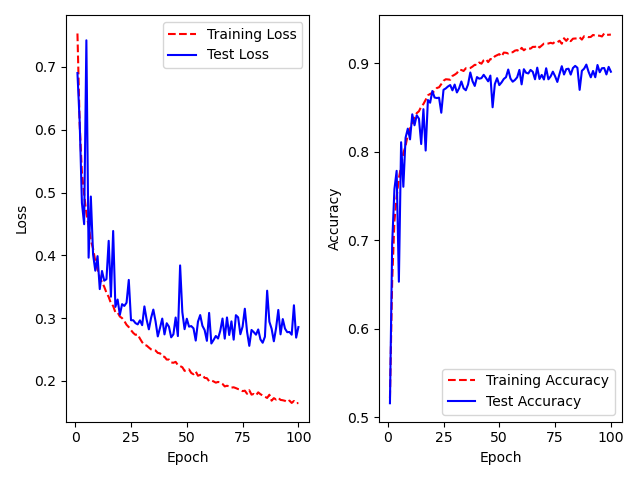 Training Loss
Test Loss
Loss
0.7
0.6
0.5
0.4
0.3
0.2
0
25
50
75
100
Epoch
Accuracy
0.9
0.8
0.7
0.6
0.5
Training Accuracy
Test Accuracy
0
25
50
75
100
Epoch